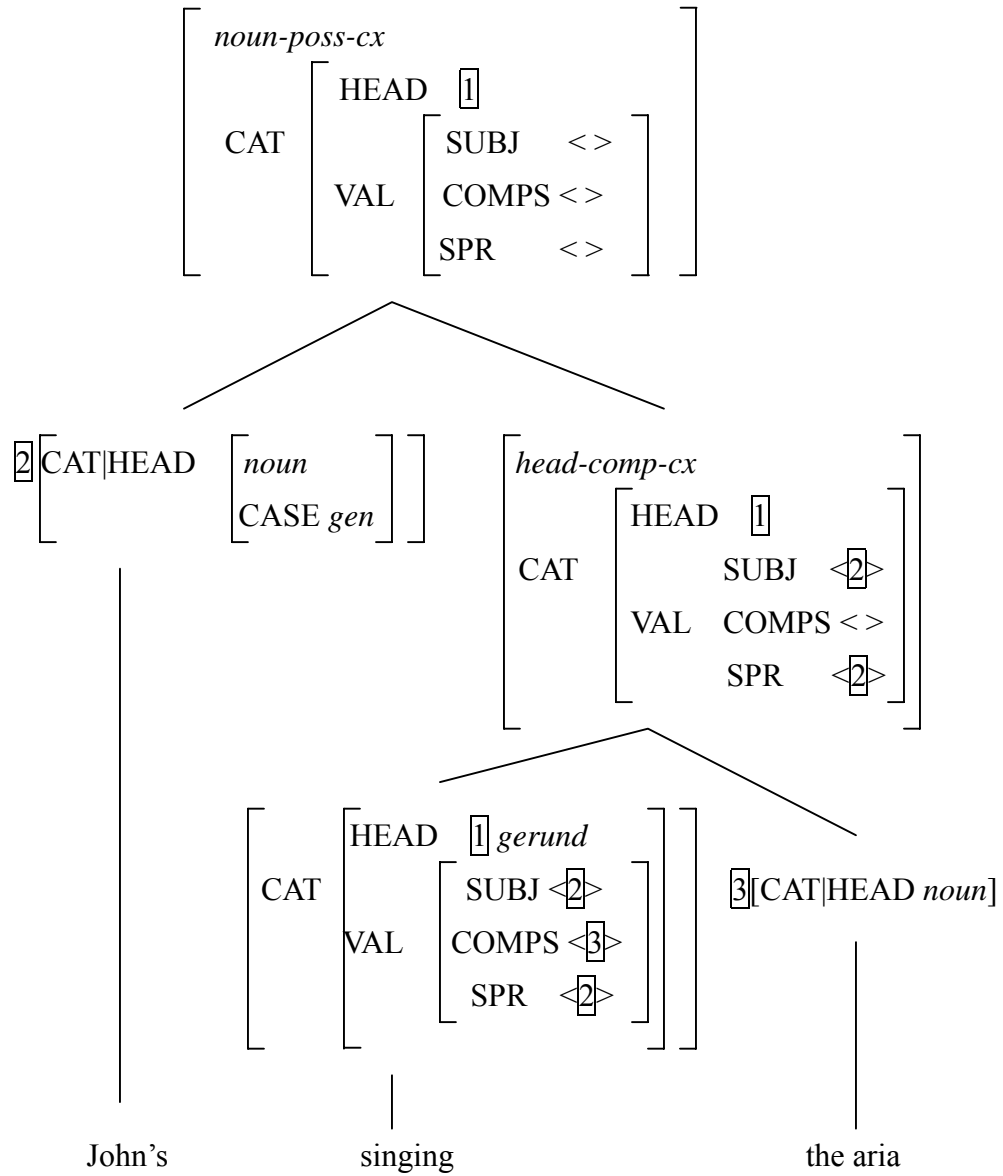 noun-poss-cx
HEAD 1
CAT SUBJ < >
VAL COMPS < >
SPR < >
2 CAT|HEAD noun
CASE gen
head-comp-cx
HEAD 1
CAT SUBJ <2>
VAL COMPS < >
SPR <2>
HEAD 1 gerund
CAT SUBJ <2>
VAL COMPS <3>
SPR <2>
3[CAT|HEAD noun]
John’s singing the aria